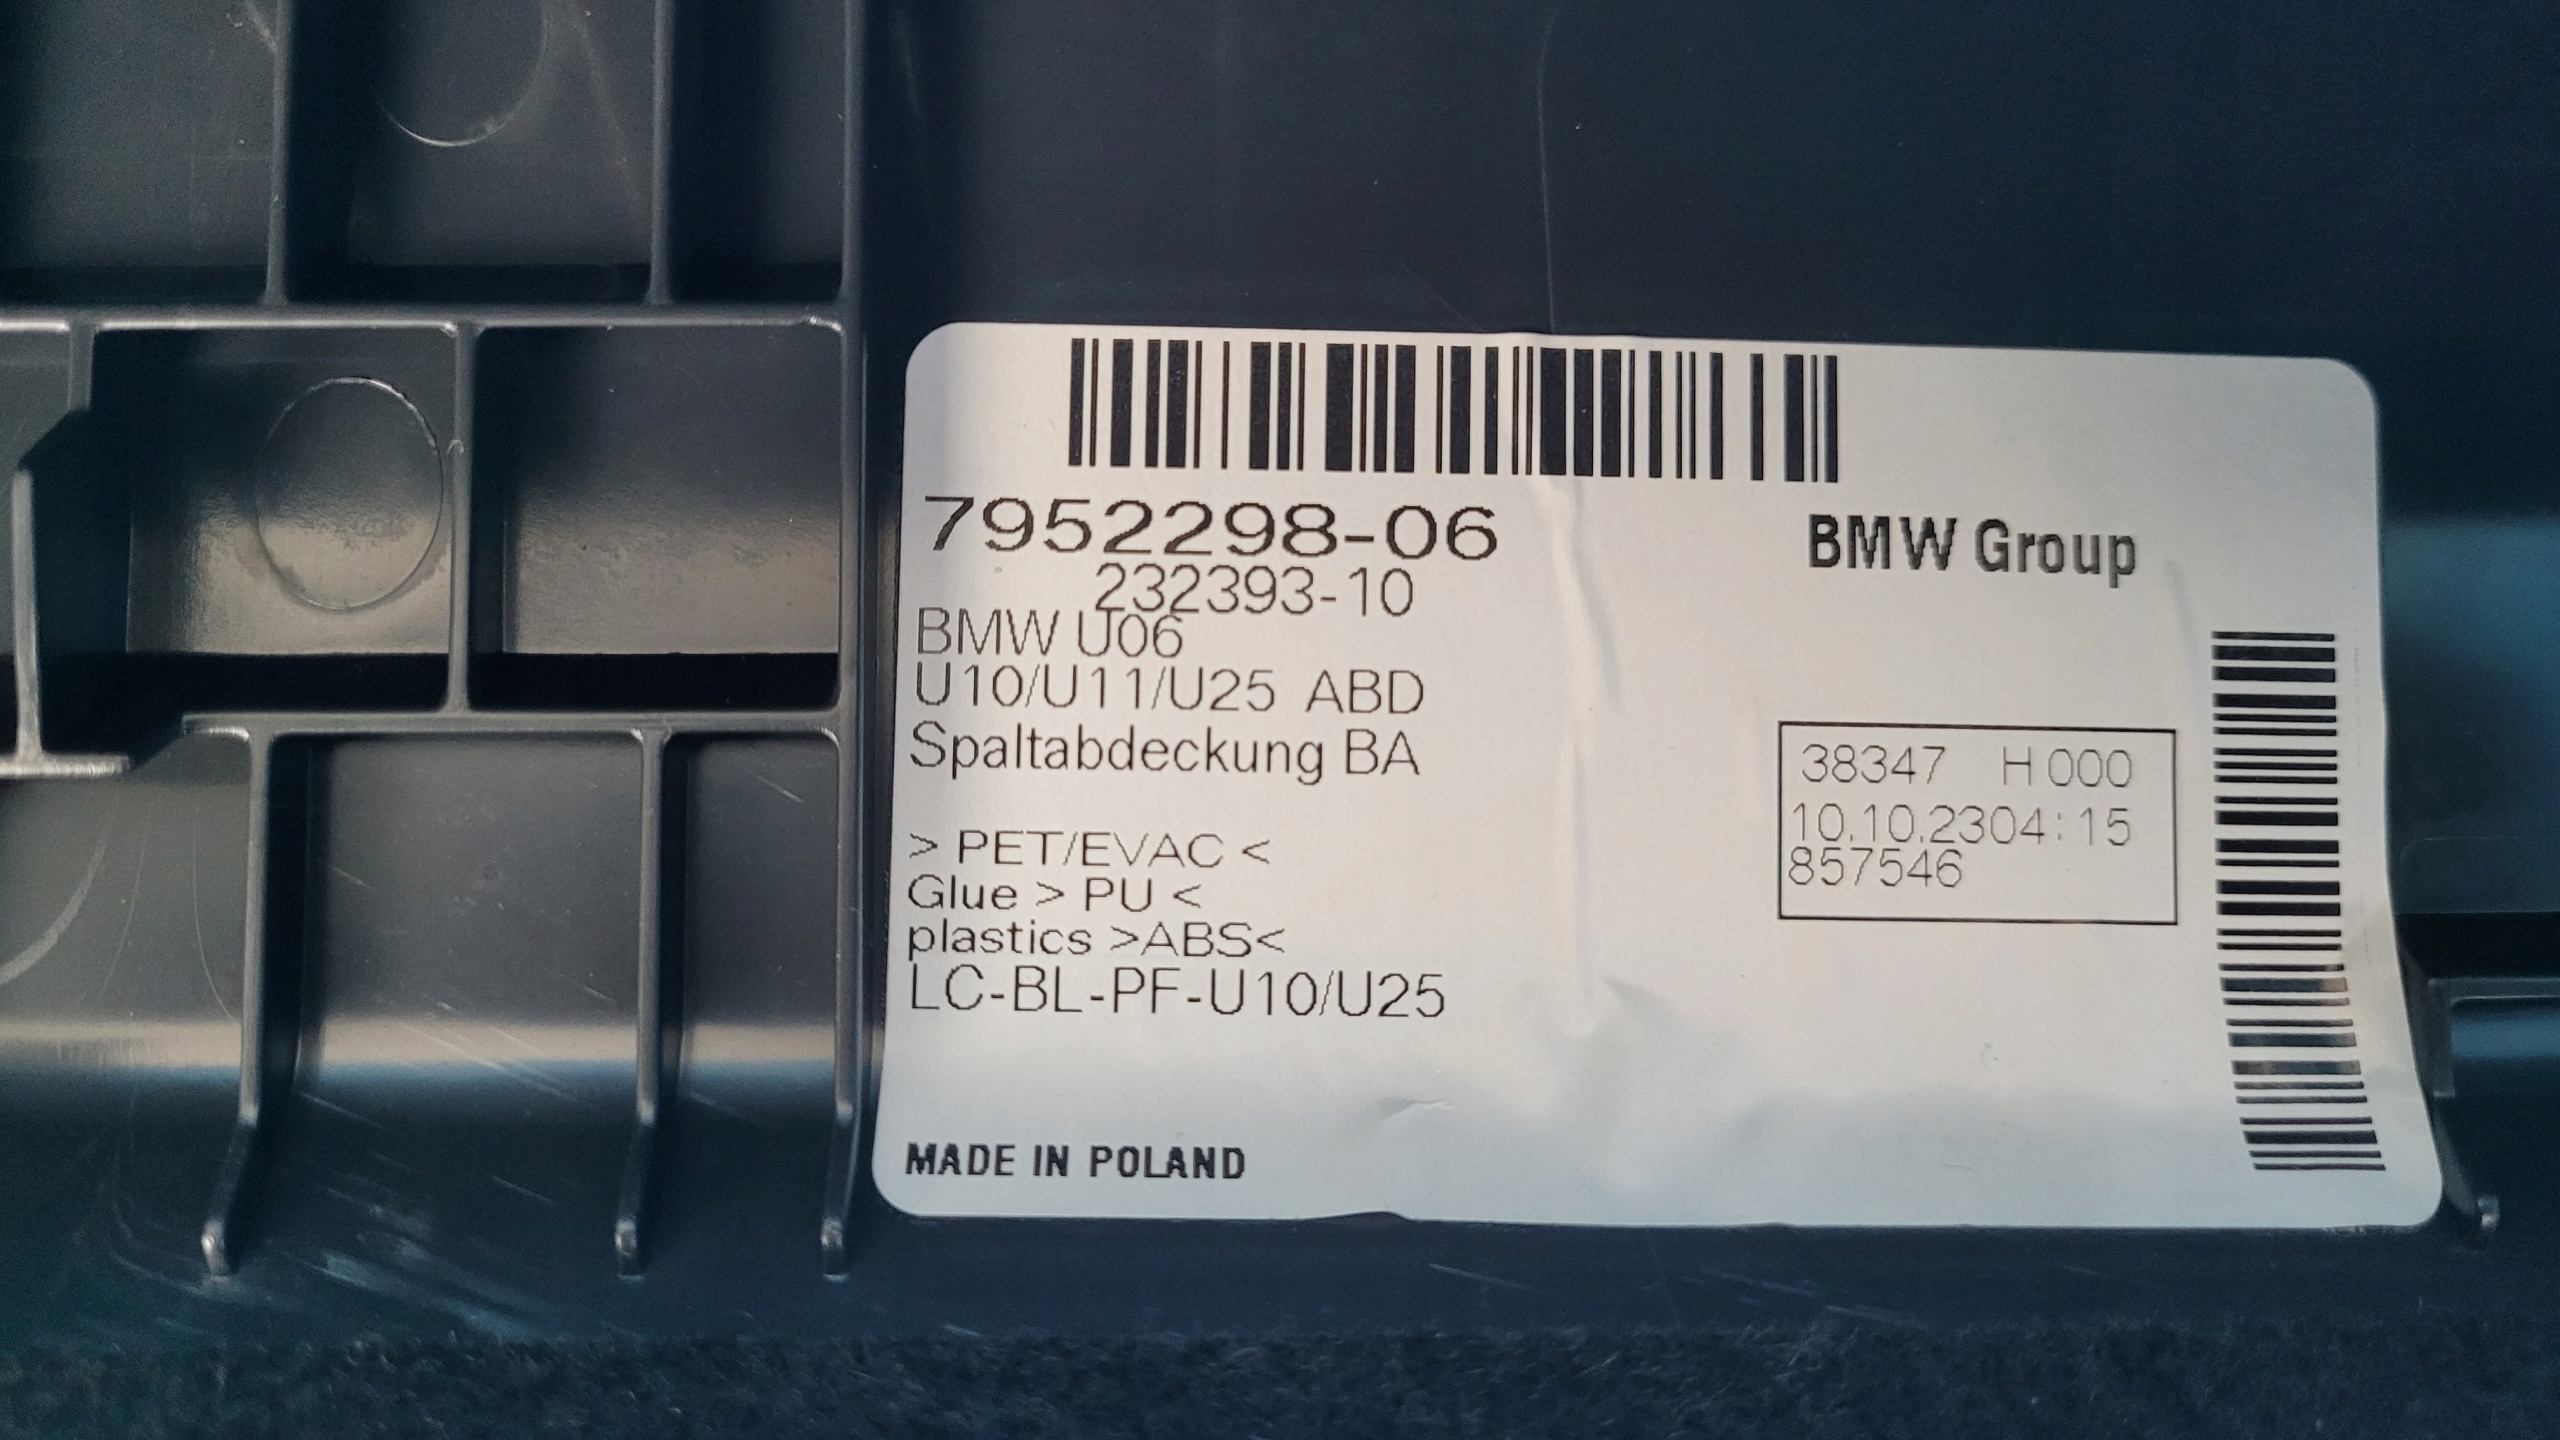 7952298-06
232393-10
BMW Group
BMW U06
U10/U11/U25 ABD
Spaltabdeckung BA
38347 H 000
10.10.2304:15
857546
> PET/EVAC <
Glue > PU <
plastics >ABS<
LC-BL-PF-U10/U25
MADE IN POLAND